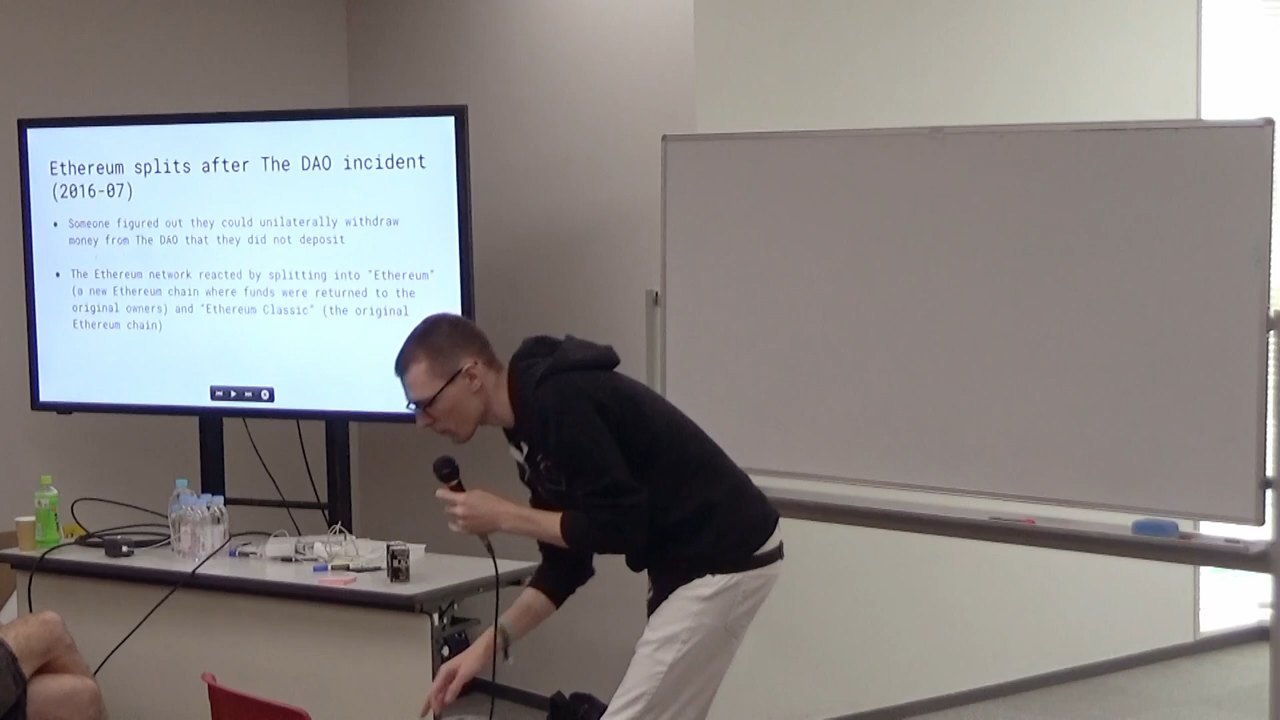 Ethereum splits after The DAO incident
(2016-07)
• Someone figured out they could unilaterally withdraw
money from The DAO that they did not deposit
• The Ethereum network reacted by splitting into "Ethereum"
(a new Ethereum chain where funds were returned to the
original owners) and "Ethereum Classic" (the original
Ethereum chain)